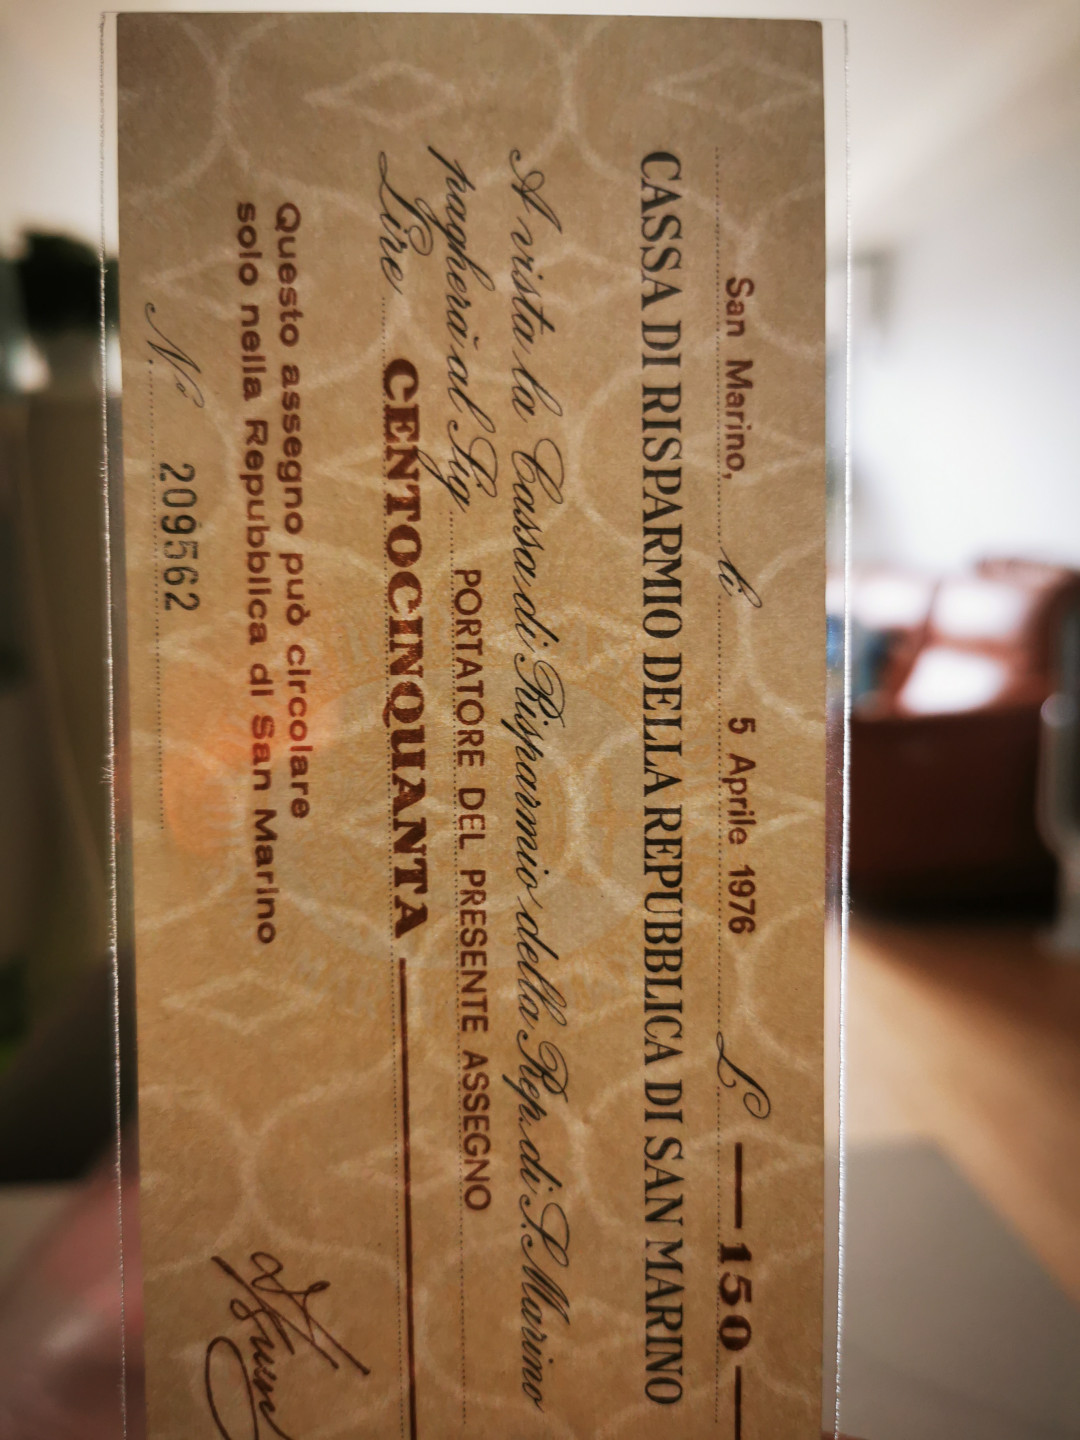 San Marino, li 5 Aprile 1976 L. — 150 —
CASSA DI RISPARMIO DELLA REPUBBLICA DI SAN MARINO
A vista la Cassa di Risparmio della Rep. di S. Marino
pagherà al Sig. PORTATORE DEL PRESENTE ASSEGNO
Lire CENTOCINQUANTA —
Questo assegno può circolare
solo nella Repubblica di San Marino
N.o 209562